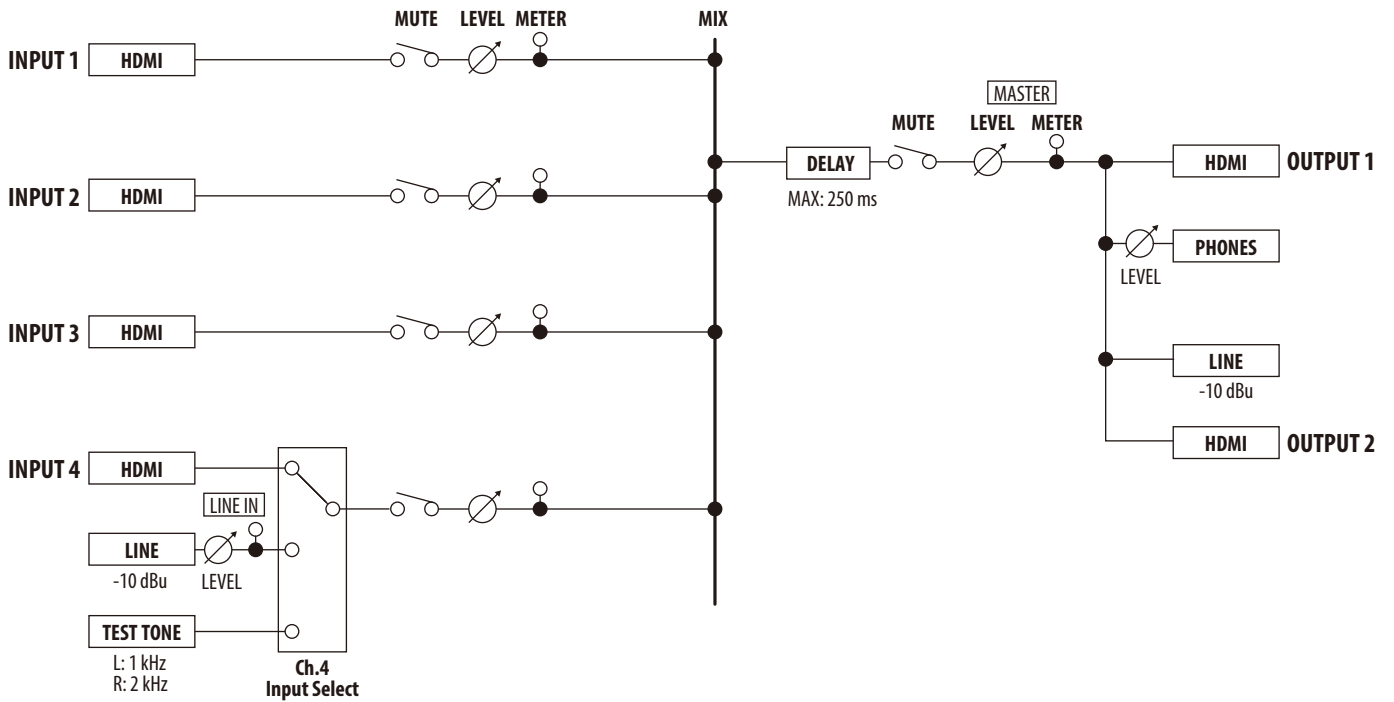 MUTE LEVEL METER MIX
INPUT 1 HDMI
MASTER
MUTE LEVEL METER
DELAY
MAX: 250 ms
HDMI OUTPUT 1
INPUT 2 HDMI
PHONES
LEVEL
INPUT 3 HDMI
LINE
-10 dBu
HDMI OUTPUT 2
INPUT 4 HDMI
LINE IN
LINE
-10 dBu
LEVEL
TEST TONE
L: 1 kHz
R: 2 kHz
Ch.4
Input Select